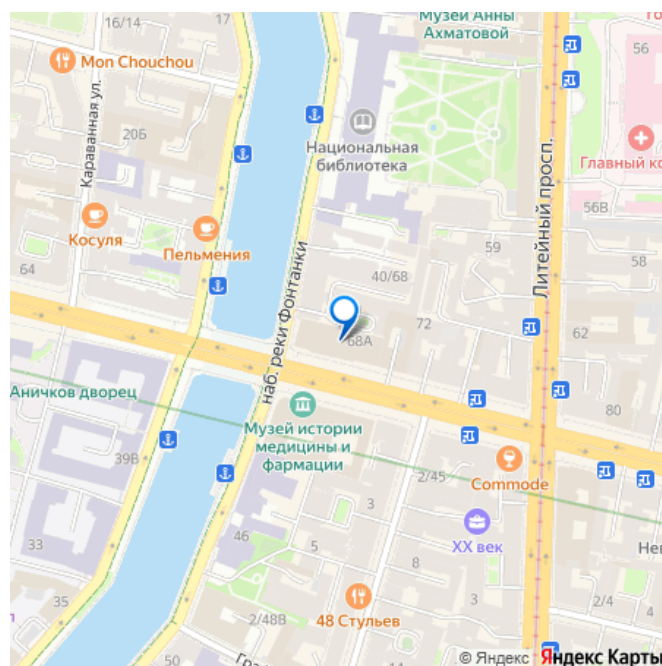 16/14
17
Музей Анны
Ахматовой
Mon Chouchou
56
20Б
Караванная ул.
Национальная
библиотека
Главный
56В
Литейный просп.
Косуля
Пельмения
59
58
64
40/68
наб. реки Фонтанки
72
62
68А
Аничков дворец
Музей истории
медицины и
фармации
80
39В
2/45
Commode
3
33
46
5
XX век
35
3
48 Стульев
2/4
4
2/48В
50
© Яндекс Яндекс Карты